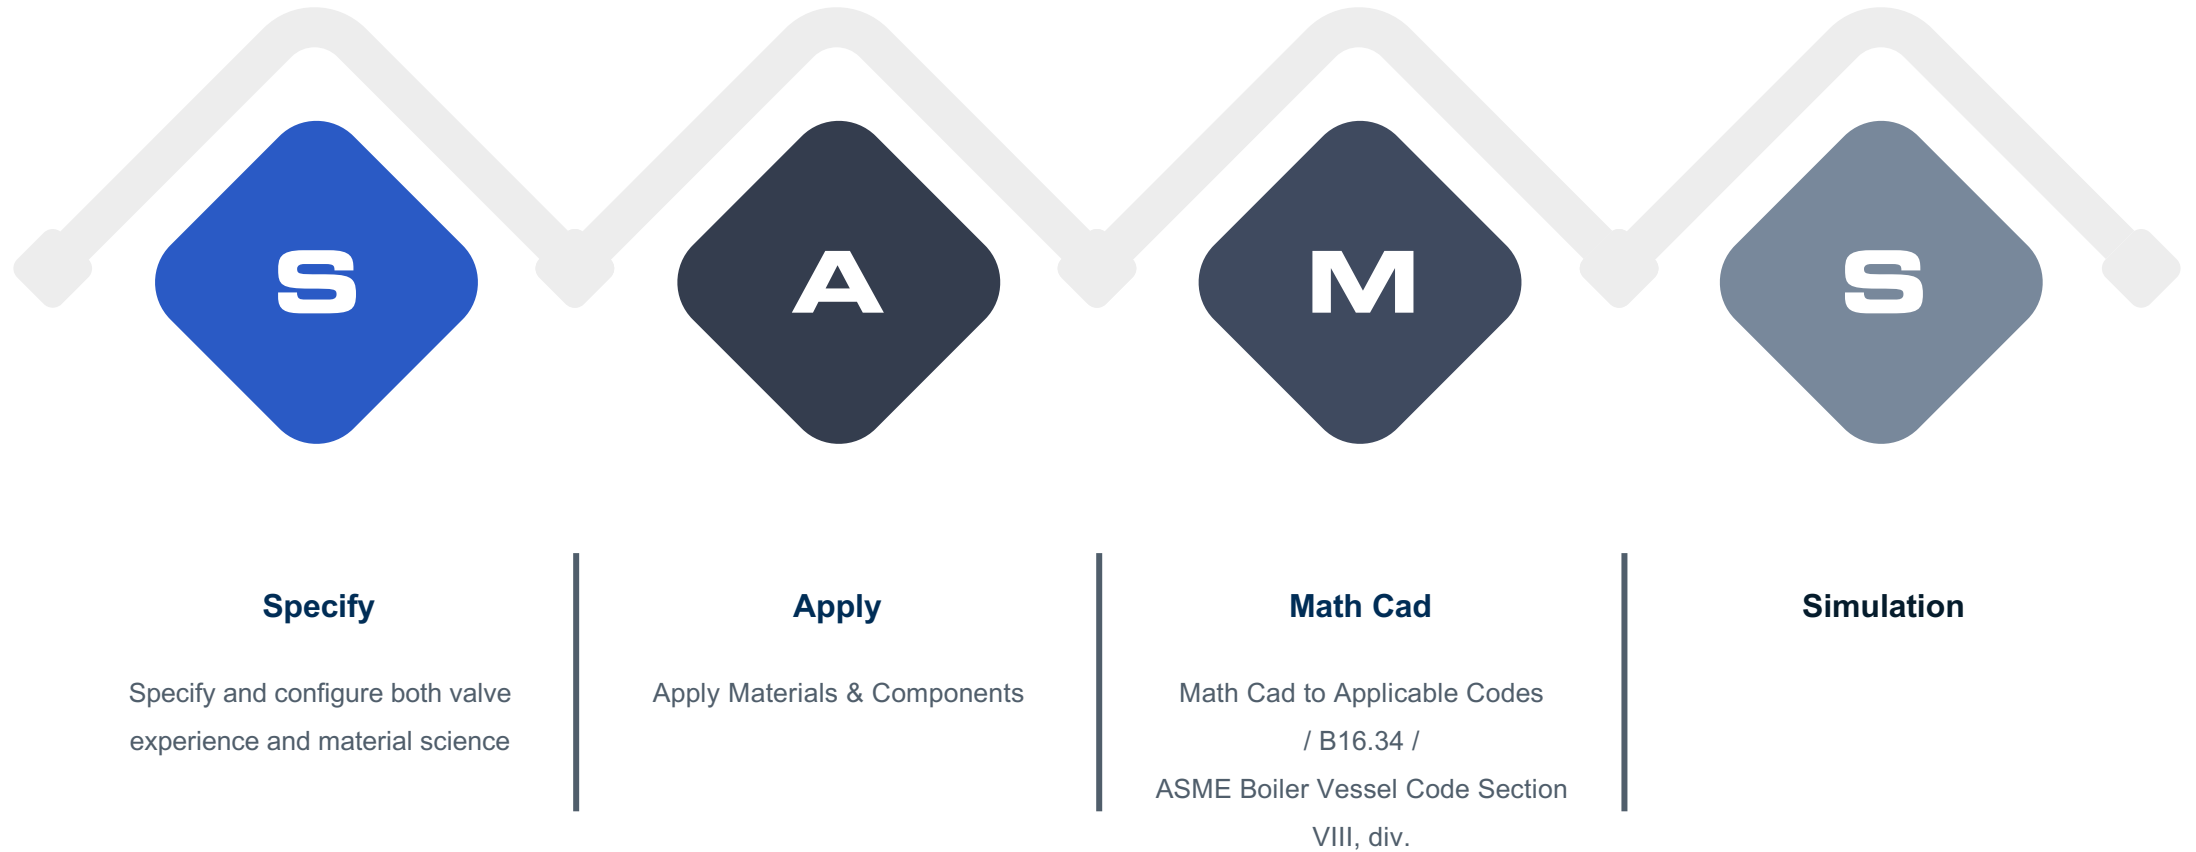 S
A
M
S
Specify
Specify and configure both valve
experience and material science
Apply
Apply Materials & Components
Math Cad
Math Cad to Applicable Codes
/ B16.34 /
ASME Boiler Vessel Code Section
VIII, div.
Simulation